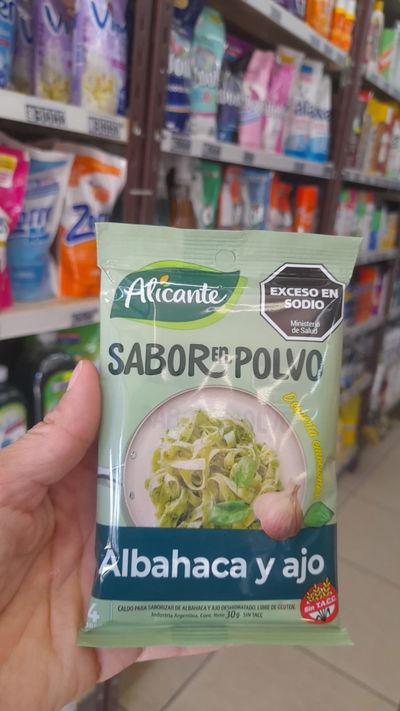 Alicante
EXCESO EN
SODIO
Ministerio
de Salud
SABOR EN POLVO
Albahaca y ajo
4
CALDO PARA SABORIZAR DE ALBAHACA Y AJO DESHIDRATADO. LIBRE DE GLUTEN.
Industria Argentina. Cont. Neto 30g SIN TACC
Sin T.A.C.C.